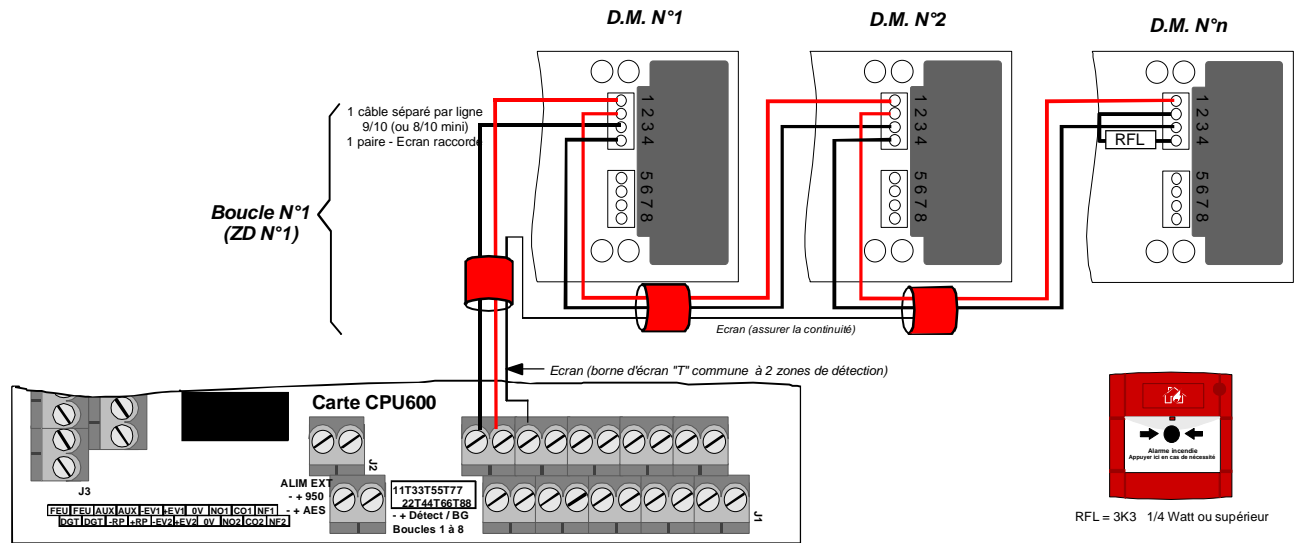 D.M. N°1
D.M. N°2
D.M. N°n
1 câble séparé par ligne
9/10 (ou 8/10 mini)
1 paire - Ecran raccordé
Boucle N°1
(ZD N°1)
1 2 3 4
5 6 7 8
1 2 3 4
5 6 7 8
1 2 3 4
5 6 7 8
RFL
Ecran (assurer la continuité)
Ecran (borne d'écran "T" commune à 2 zones de détection)
Carte CPU600
J3
J2
J1
ALIM EXT
- + 950
- + AES
11T33T55T77
22T44T66T88
- + Détect / BG
Boucles 1 à 8
FEU FEU AUX AUX -EV1 +EV1 0V NO1 CO1 NF1
DGT DGT -RP +RP -EV2 +EV2 0V NO2 CO2 NF2
Alarme incendie
Appuyer ici en cas de nécessité
RFL = 3K3 1/4 Watt ou supérieur